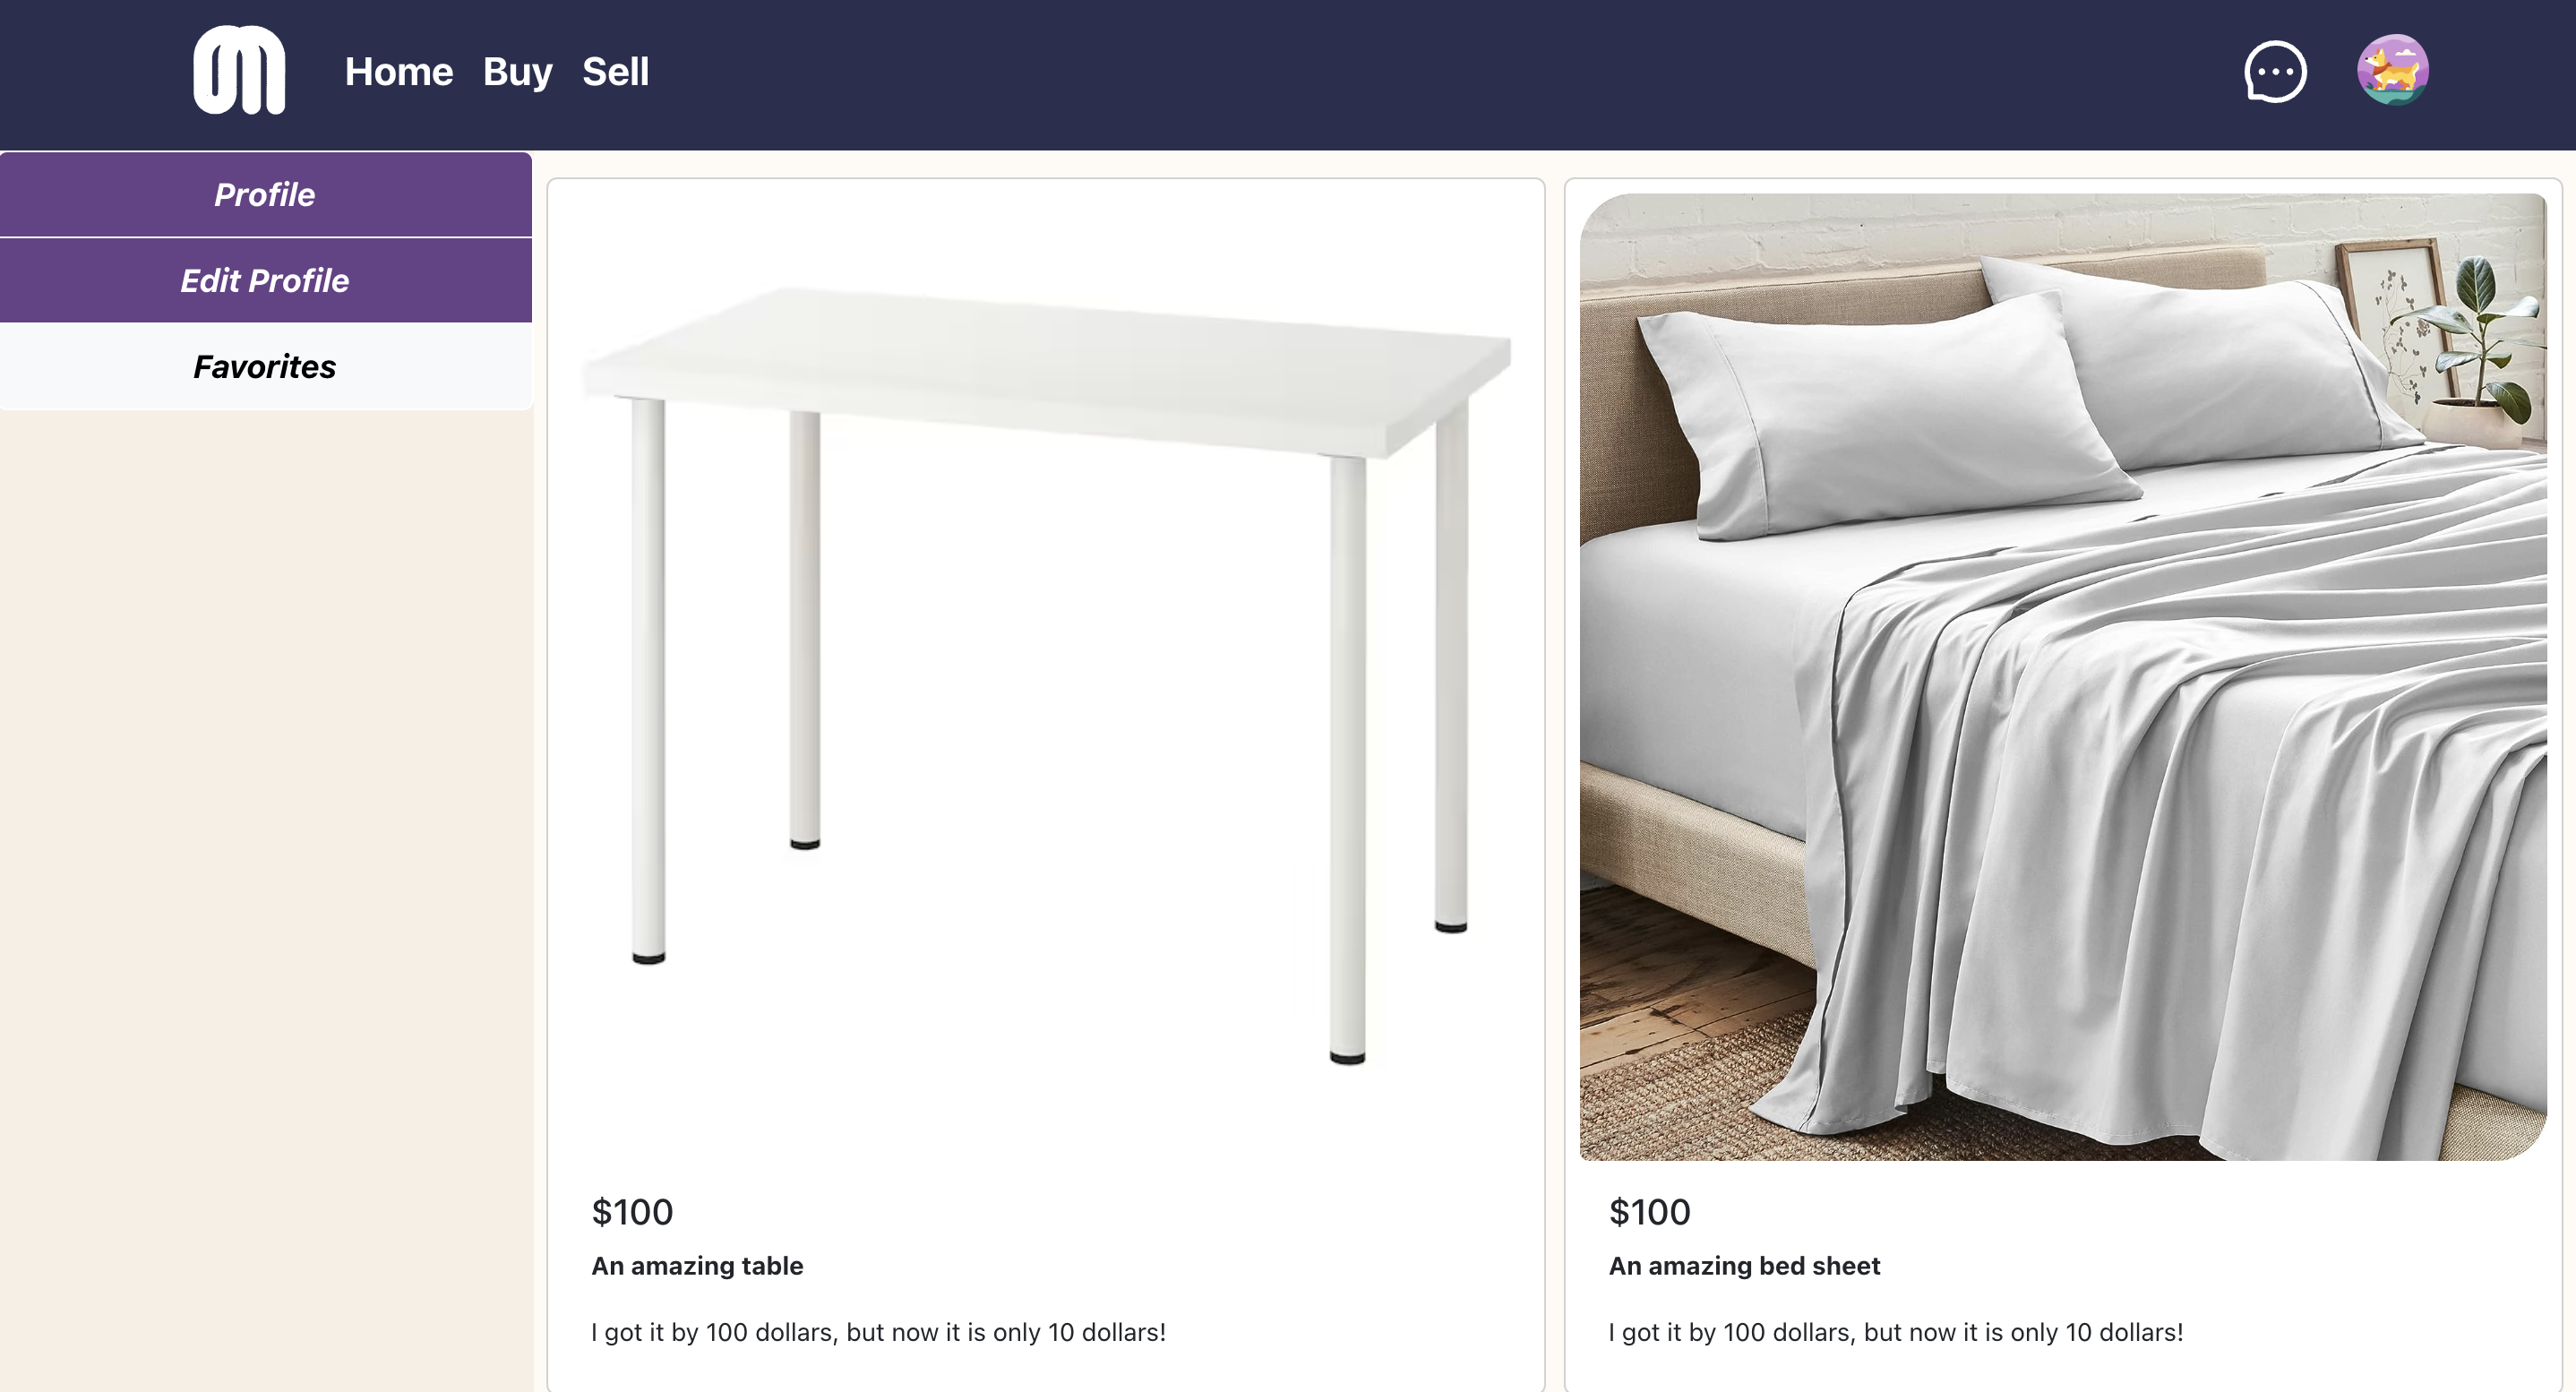 Home Buy Sell
Profile
Edit Profile
Favorites
$100
An amazing table
I got it by 100 dollars, but now it is only 10 dollars!
$100
An amazing bed sheet
I got it by 100 dollars, but now it is only 10 dollars!